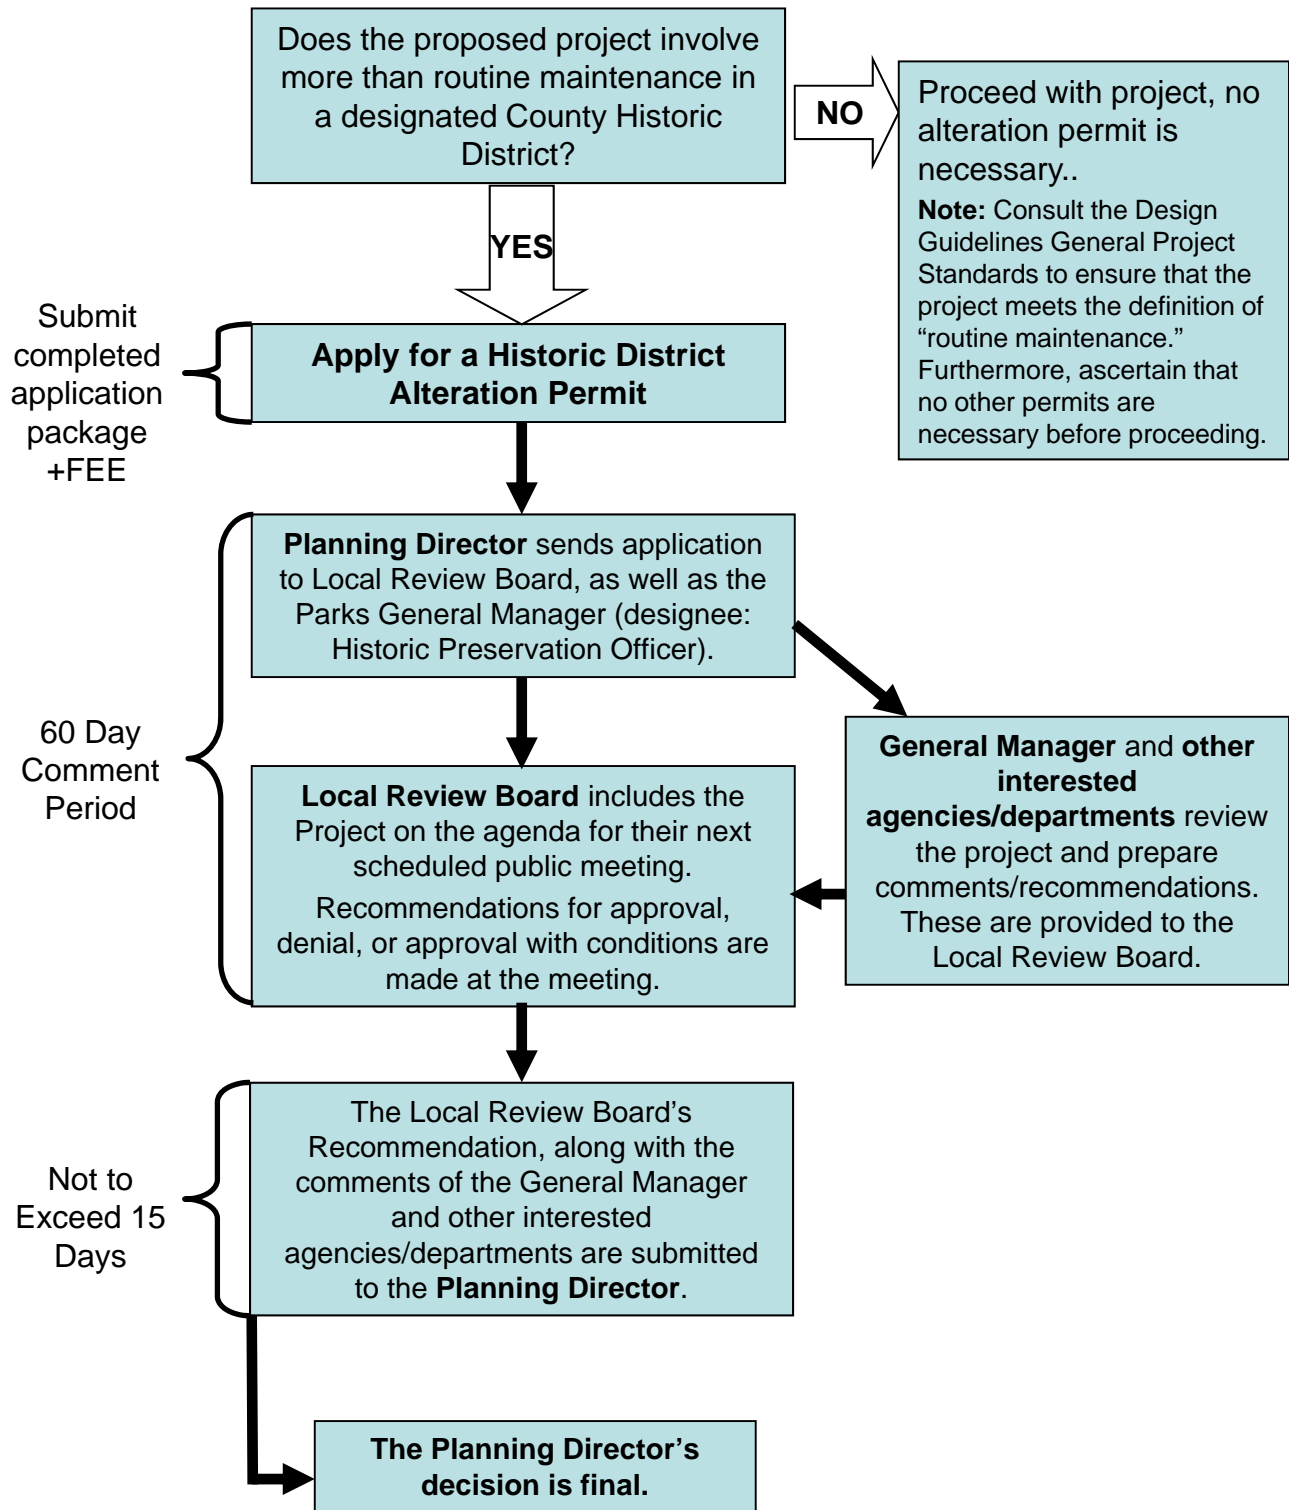 Does the proposed project involve
more than routine maintenance in
a designated County Historic
District?
NO
Proceed with project, no
alteration permit is
necessary..
Note: Consult the Design
Guidelines General Project
Standards to ensure that the
project meets the definition of
“routine maintenance.”
Furthermore, ascertain that
no other permits are
necessary before proceeding.
YES
Submit
completed
application
package
+FEE
Apply for a Historic District
Alteration Permit
Planning Director sends application
to Local Review Board, as well as the
Parks General Manager (designee:
Historic Preservation Officer).
60 Day
Comment
Period
General Manager and other
interested
agencies/departments review
the project and prepare
comments/recommendations.
These are provided to the
Local Review Board.
Local Review Board includes the
Project on the agenda for their next
scheduled public meeting.
Recommendations for approval,
denial, or approval with conditions are
made at the meeting.
Not to
Exceed 15
Days
The Local Review Board’s
Recommendation, along with the
comments of the General Manager
and other interested
agencies/departments are submitted
to the Planning Director.
The Planning Director’s
decision is final.